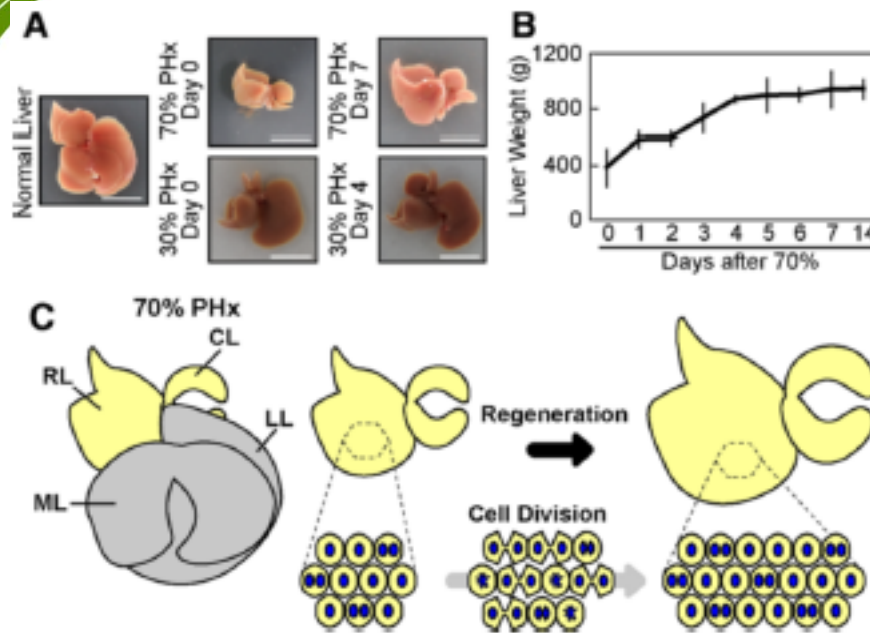 A
Normal lLiver
70% PHx
Day 0
70% PHx
Day 7
30% PHx
Day 0
30% PHx
Day 4
B
Liver Weight (g)
1200
800
400
0
0 1 2 3 4 5 6 7 14
Days after 70%
C
70% PHx
CL
RL
LL
ML
Regeneration
Cell Division